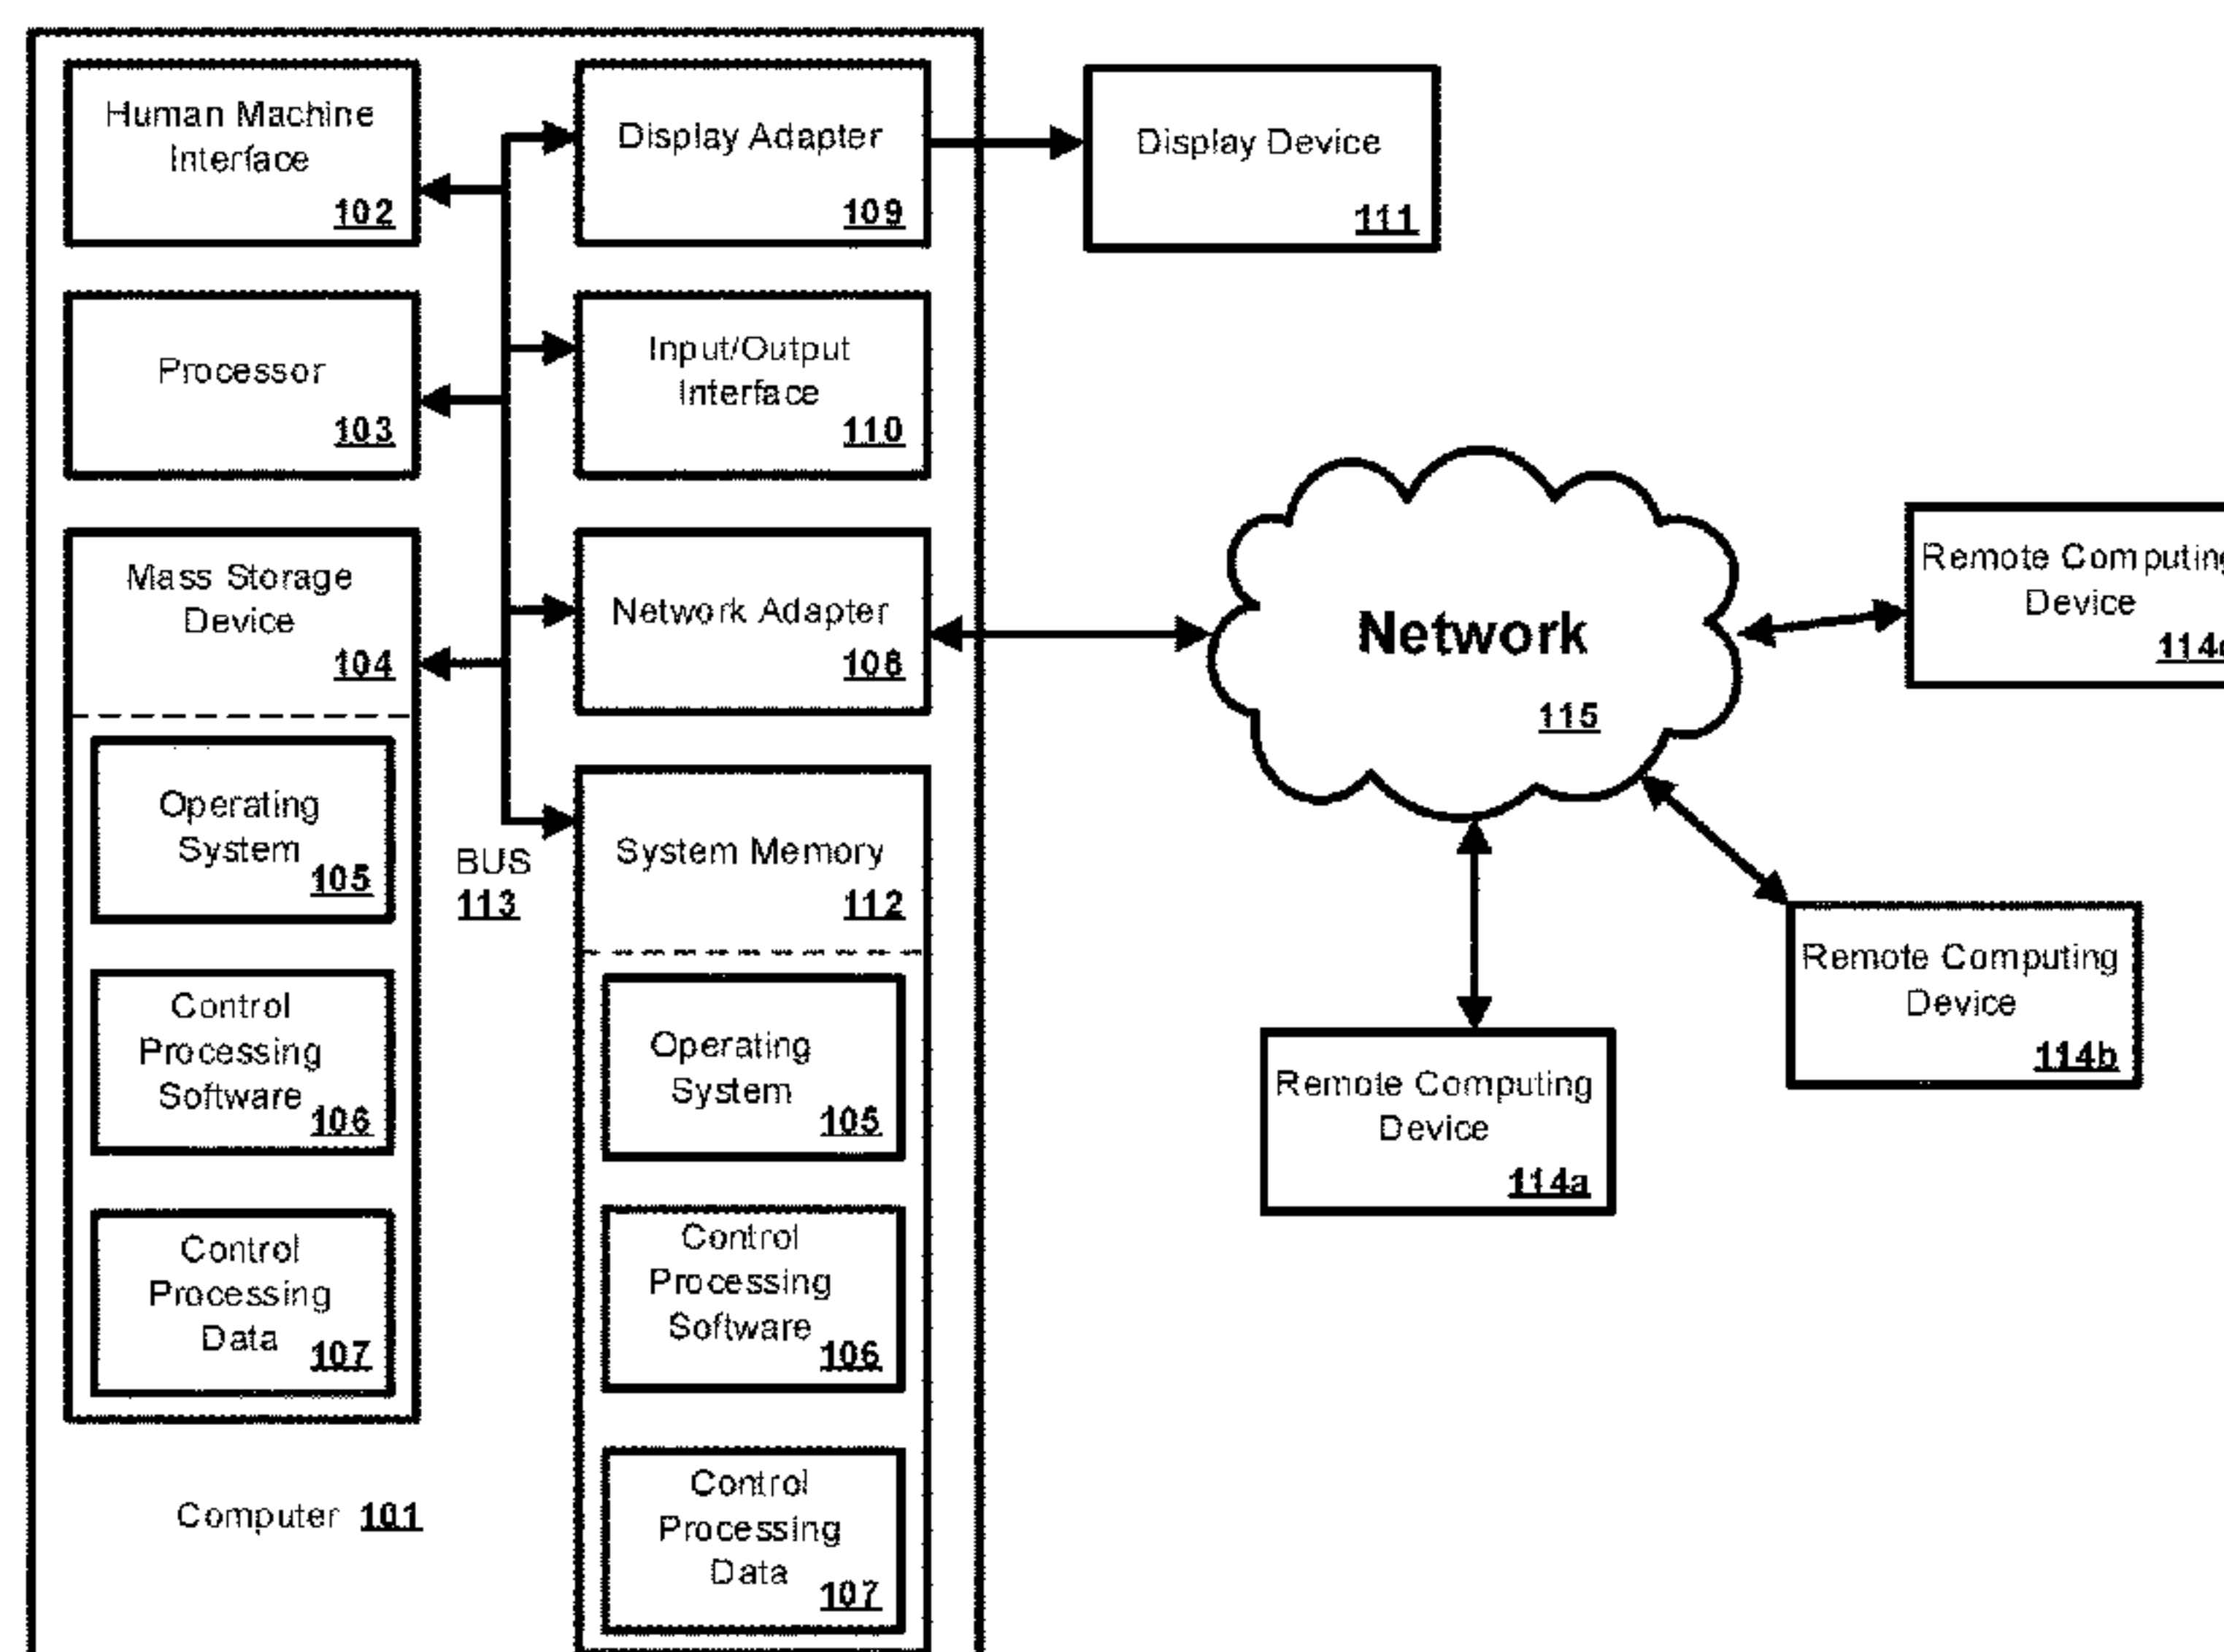 Human Machine
Interface
102
Display Adapter
109
Display Device
111
Processor
103
Input/Output
Interface
110
Mass Storage
Device
104
Network Adapter
108
Network
115
Remote Computing
Device
Operating
System
105
BUS
113
System Memory
112
Remote Computing
Device
114b
Control
Processing
Software
106
Operating
System
105
Remote Computing
Device
114a
Control
Processing
Data
107
Control
Processing
Software
106
Computer 101
Control
Processing
Data
107